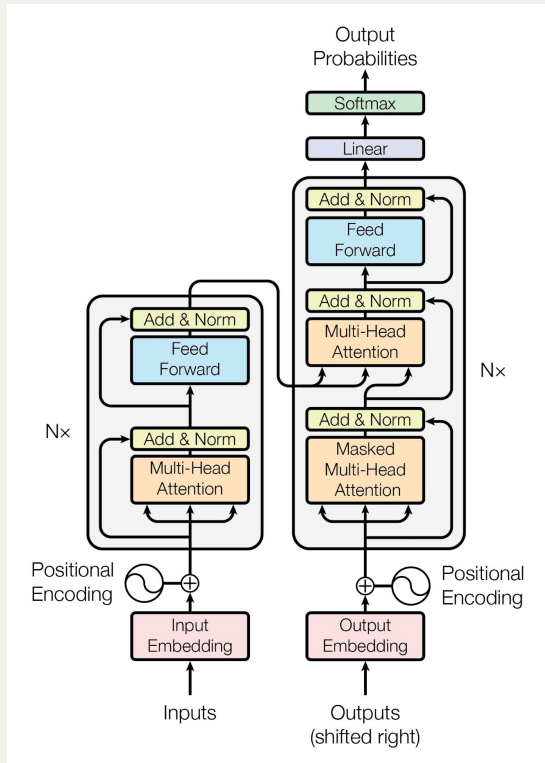 Output
Probabilities
Softmax
Linear
Add & Norm
Feed
Forward
Add & Norm
Multi-Head
Attention
Add & Norm
Masked
Multi-Head
Attention
Nx
Positional
Encoding
Output
Embedding
Outputs
(shifted right)
Add & Norm
Feed
Forward
Add & Norm
Multi-Head
Attention
Nx
Positional
Encoding
Input
Embedding
Inputs